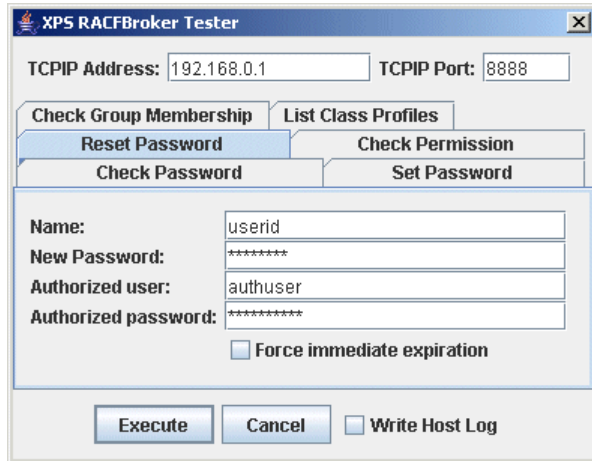 XPS RACFBroker Tester
TCPIP Address: 192.168.0.1 TCPIP Port: 8888
Check Group Membership List Class Profiles
Reset Password Check Permission
Check Password Set Password
Name: userid
New Password: ********
Authorized user: authuser
Authorized password: **********
Force immediate expiration
Execute Cancel Write Host Log